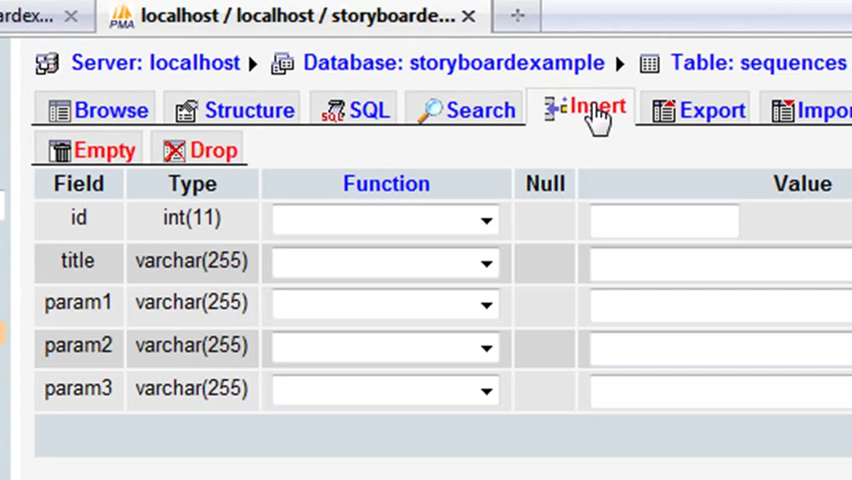 ardex...
PMA localhost / localhost / storyboarde...
Server: localhost Database: storyboardexample Table: sequences
Browse Structure SQL Search Insert Export Impor
Empty Drop
Field Type Function Null Value
id int(11)
title varchar(255)
param1 varchar(255)
param2 varchar(255)
param3 varchar(255)